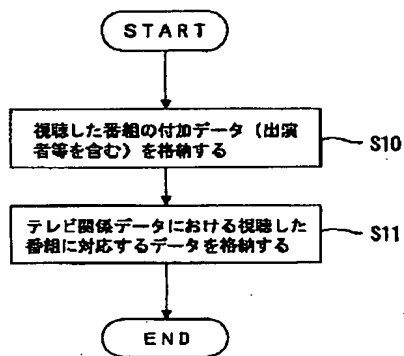 START
視聴した番組の付加データ（出演
者等を含む）を格納する
S10
テレビ関係データにおける視聴した
番組に対応するデータを格納する
S11
END